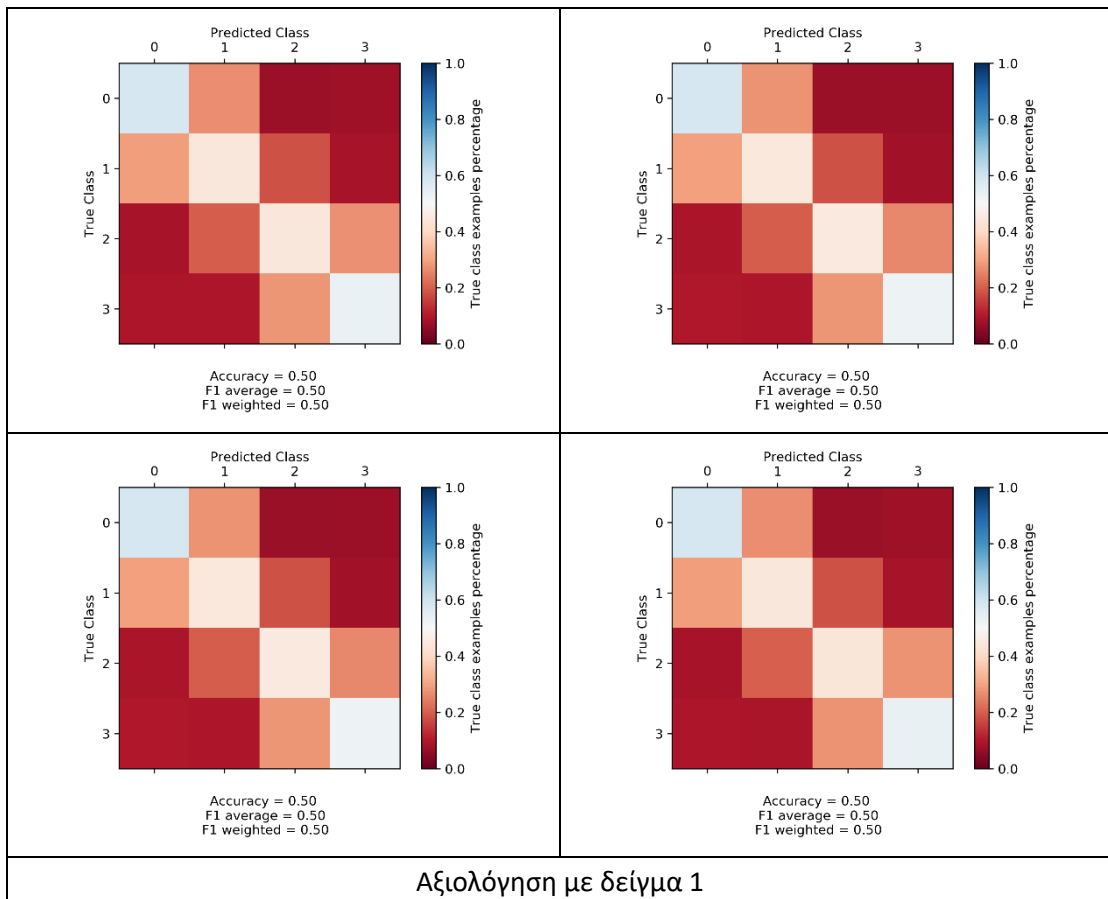 Predicted Class
0 1 2 3
True Class
0
1
2
3
1.0
0.8
0.6
0.4
0.2
0.0
True class examples percentage
Accuracy = 0.50
F1 average = 0.50
F1 weighted = 0.50
Predicted Class
0 1 2 3
True Class
0
1
2
3
1.0
0.8
0.6
0.4
0.2
0.0
True class examples percentage
Accuracy = 0.50
F1 average = 0.50
F1 weighted = 0.50
Predicted Class
0 1 2 3
True Class
0
1
2
3
1.0
0.8
0.6
0.4
0.2
0.0
True class examples percentage
Accuracy = 0.50
F1 average = 0.50
F1 weighted = 0.50
Predicted Class
0 1 2 3
True Class
0
1
2
3
1.0
0.8
0.6
0.4
0.2
0.0
True class examples percentage
Accuracy = 0.50
F1 average = 0.50
F1 weighted = 0.50
Αξιολόγηση με δείγμα 1